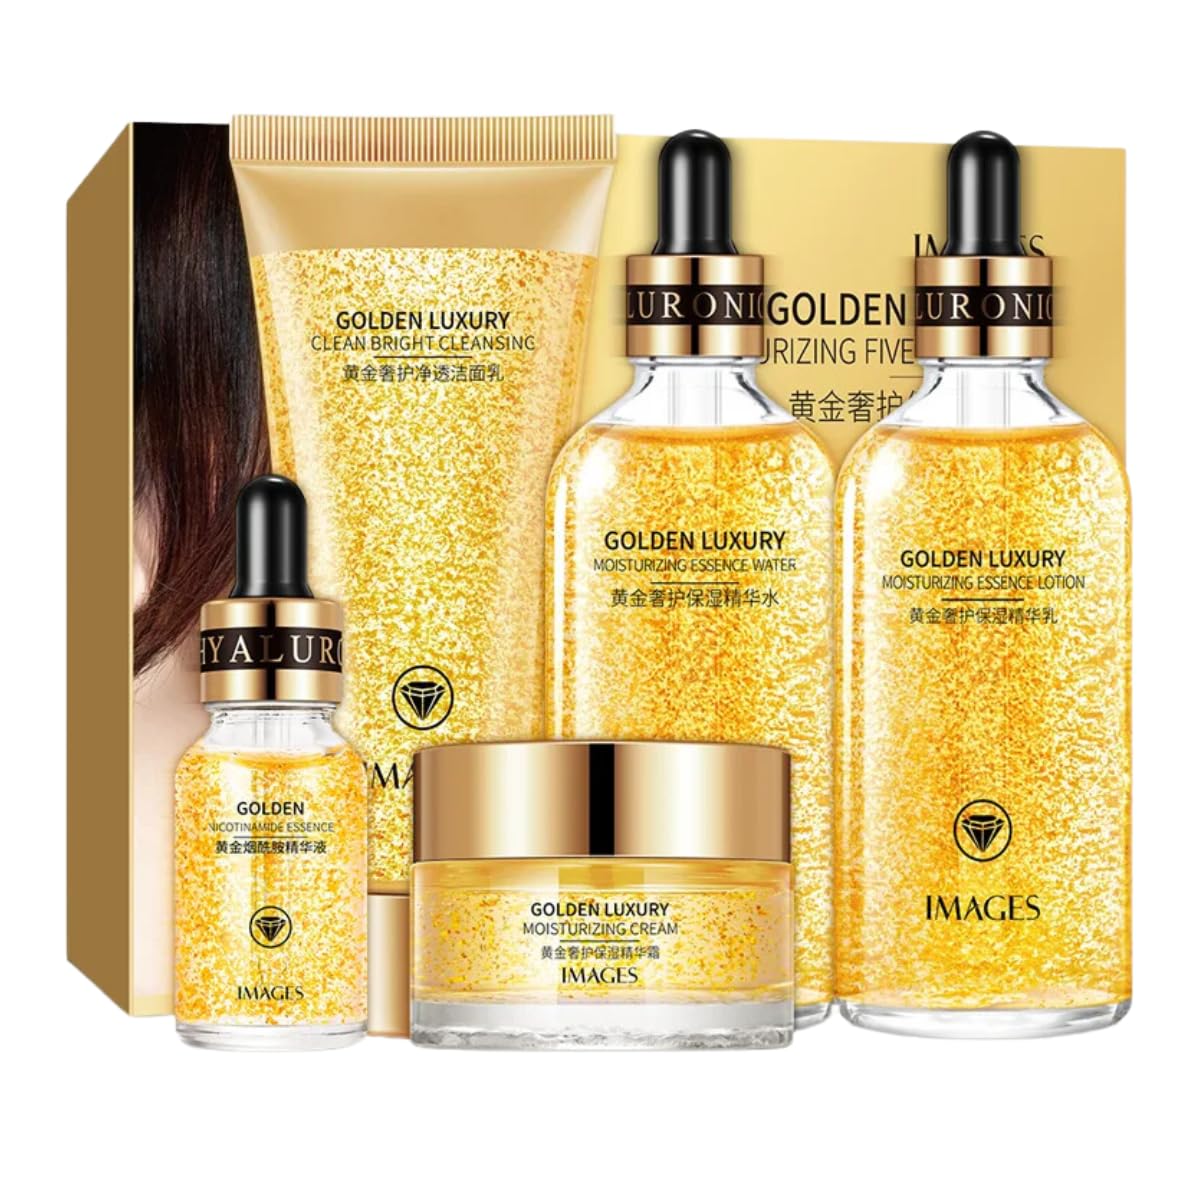 IMAGES
GOLDEN
URIZING FIVE
黄金奢护
GOLDEN LUXURY
CLEAN BRIGHT CLEANSING
黄金奢护净透洁面乳
IMA
LURONIC
GOLDEN LUXURY
MOISTURIZING ESSENCE WATER
黄金奢护保湿精华水
LURONIC
GOLDEN LUXURY
MOISTURIZING ESSENCE LOTION
黄金奢护保湿精华乳
IMAGES
HYALURO
GOLDEN
NICOTINAMIDE ESSENCE
黄金烟酰胺精华液
IMAGES
GOLDEN LUXURY
MOISTURIZING CREAM
黄金奢护保湿精华霜
IMAGES